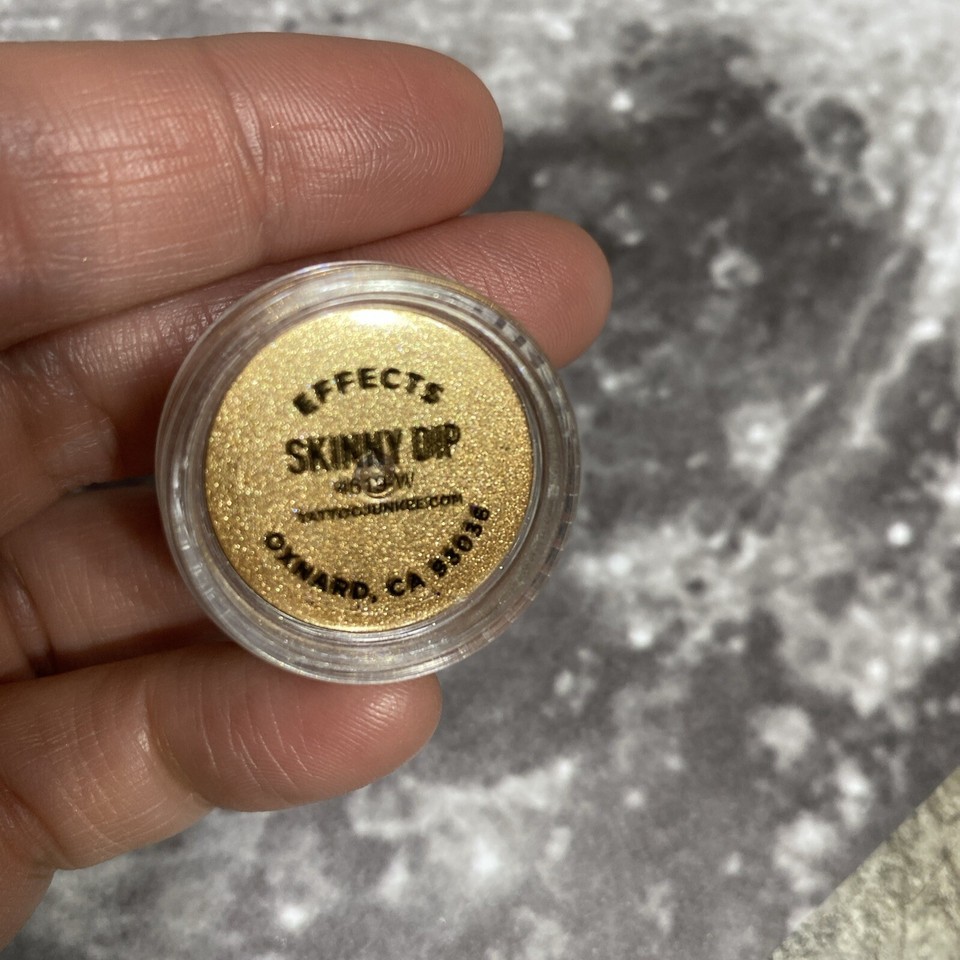 EFFECTS
SKINNY DIP
TATTOOJUNKEE.COM
OXNARD, CA 93036